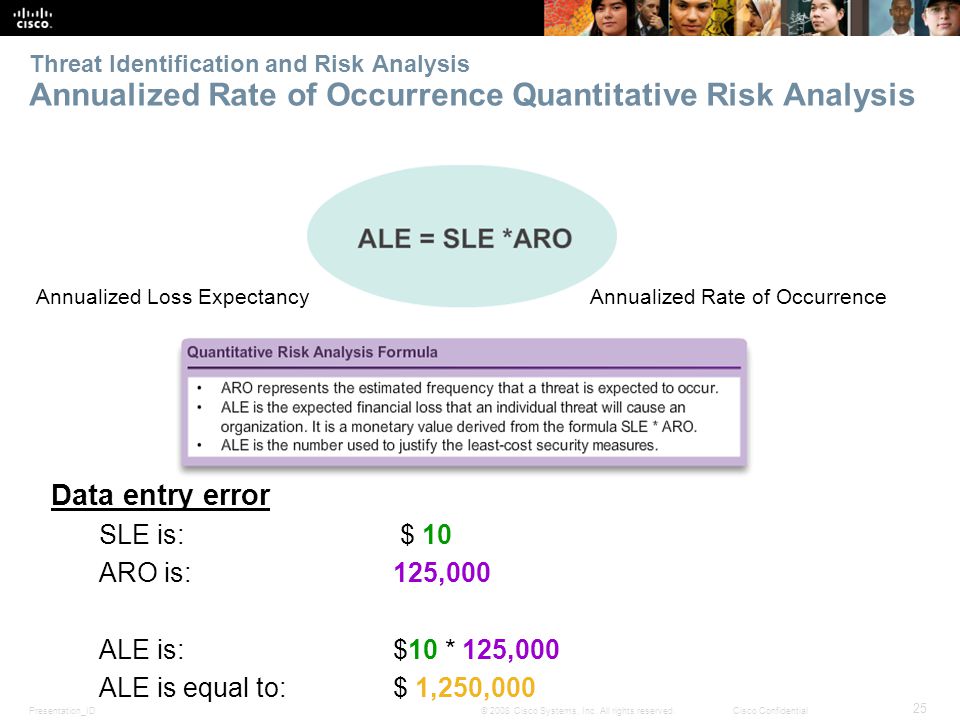 cisco.
Threat Identification and Risk Analysis
Annualized Rate of Occurrence Quantitative Risk Analysis
ALE = SLE *ARO
Annualized Loss Expectancy
Annualized Rate of Occurrence
Quantitative Risk Analysis Formula
• ARO represents the estimated frequency that a threat is expected to occur.
• ALE is the expected financial loss that an individual threat will cause an
organization. It is a monetary value derived from the formula SLE * ARO.
• ALE is the number used to justify the least-cost security measures.
Data entry error
SLE is: $ 10
ARO is: 125,000
ALE is: $10 * 125,000
ALE is equal to: $ 1,250,000
Presentation_ID © 2008 Cisco Systems, Inc. All rights reserved. Cisco Confidential 25